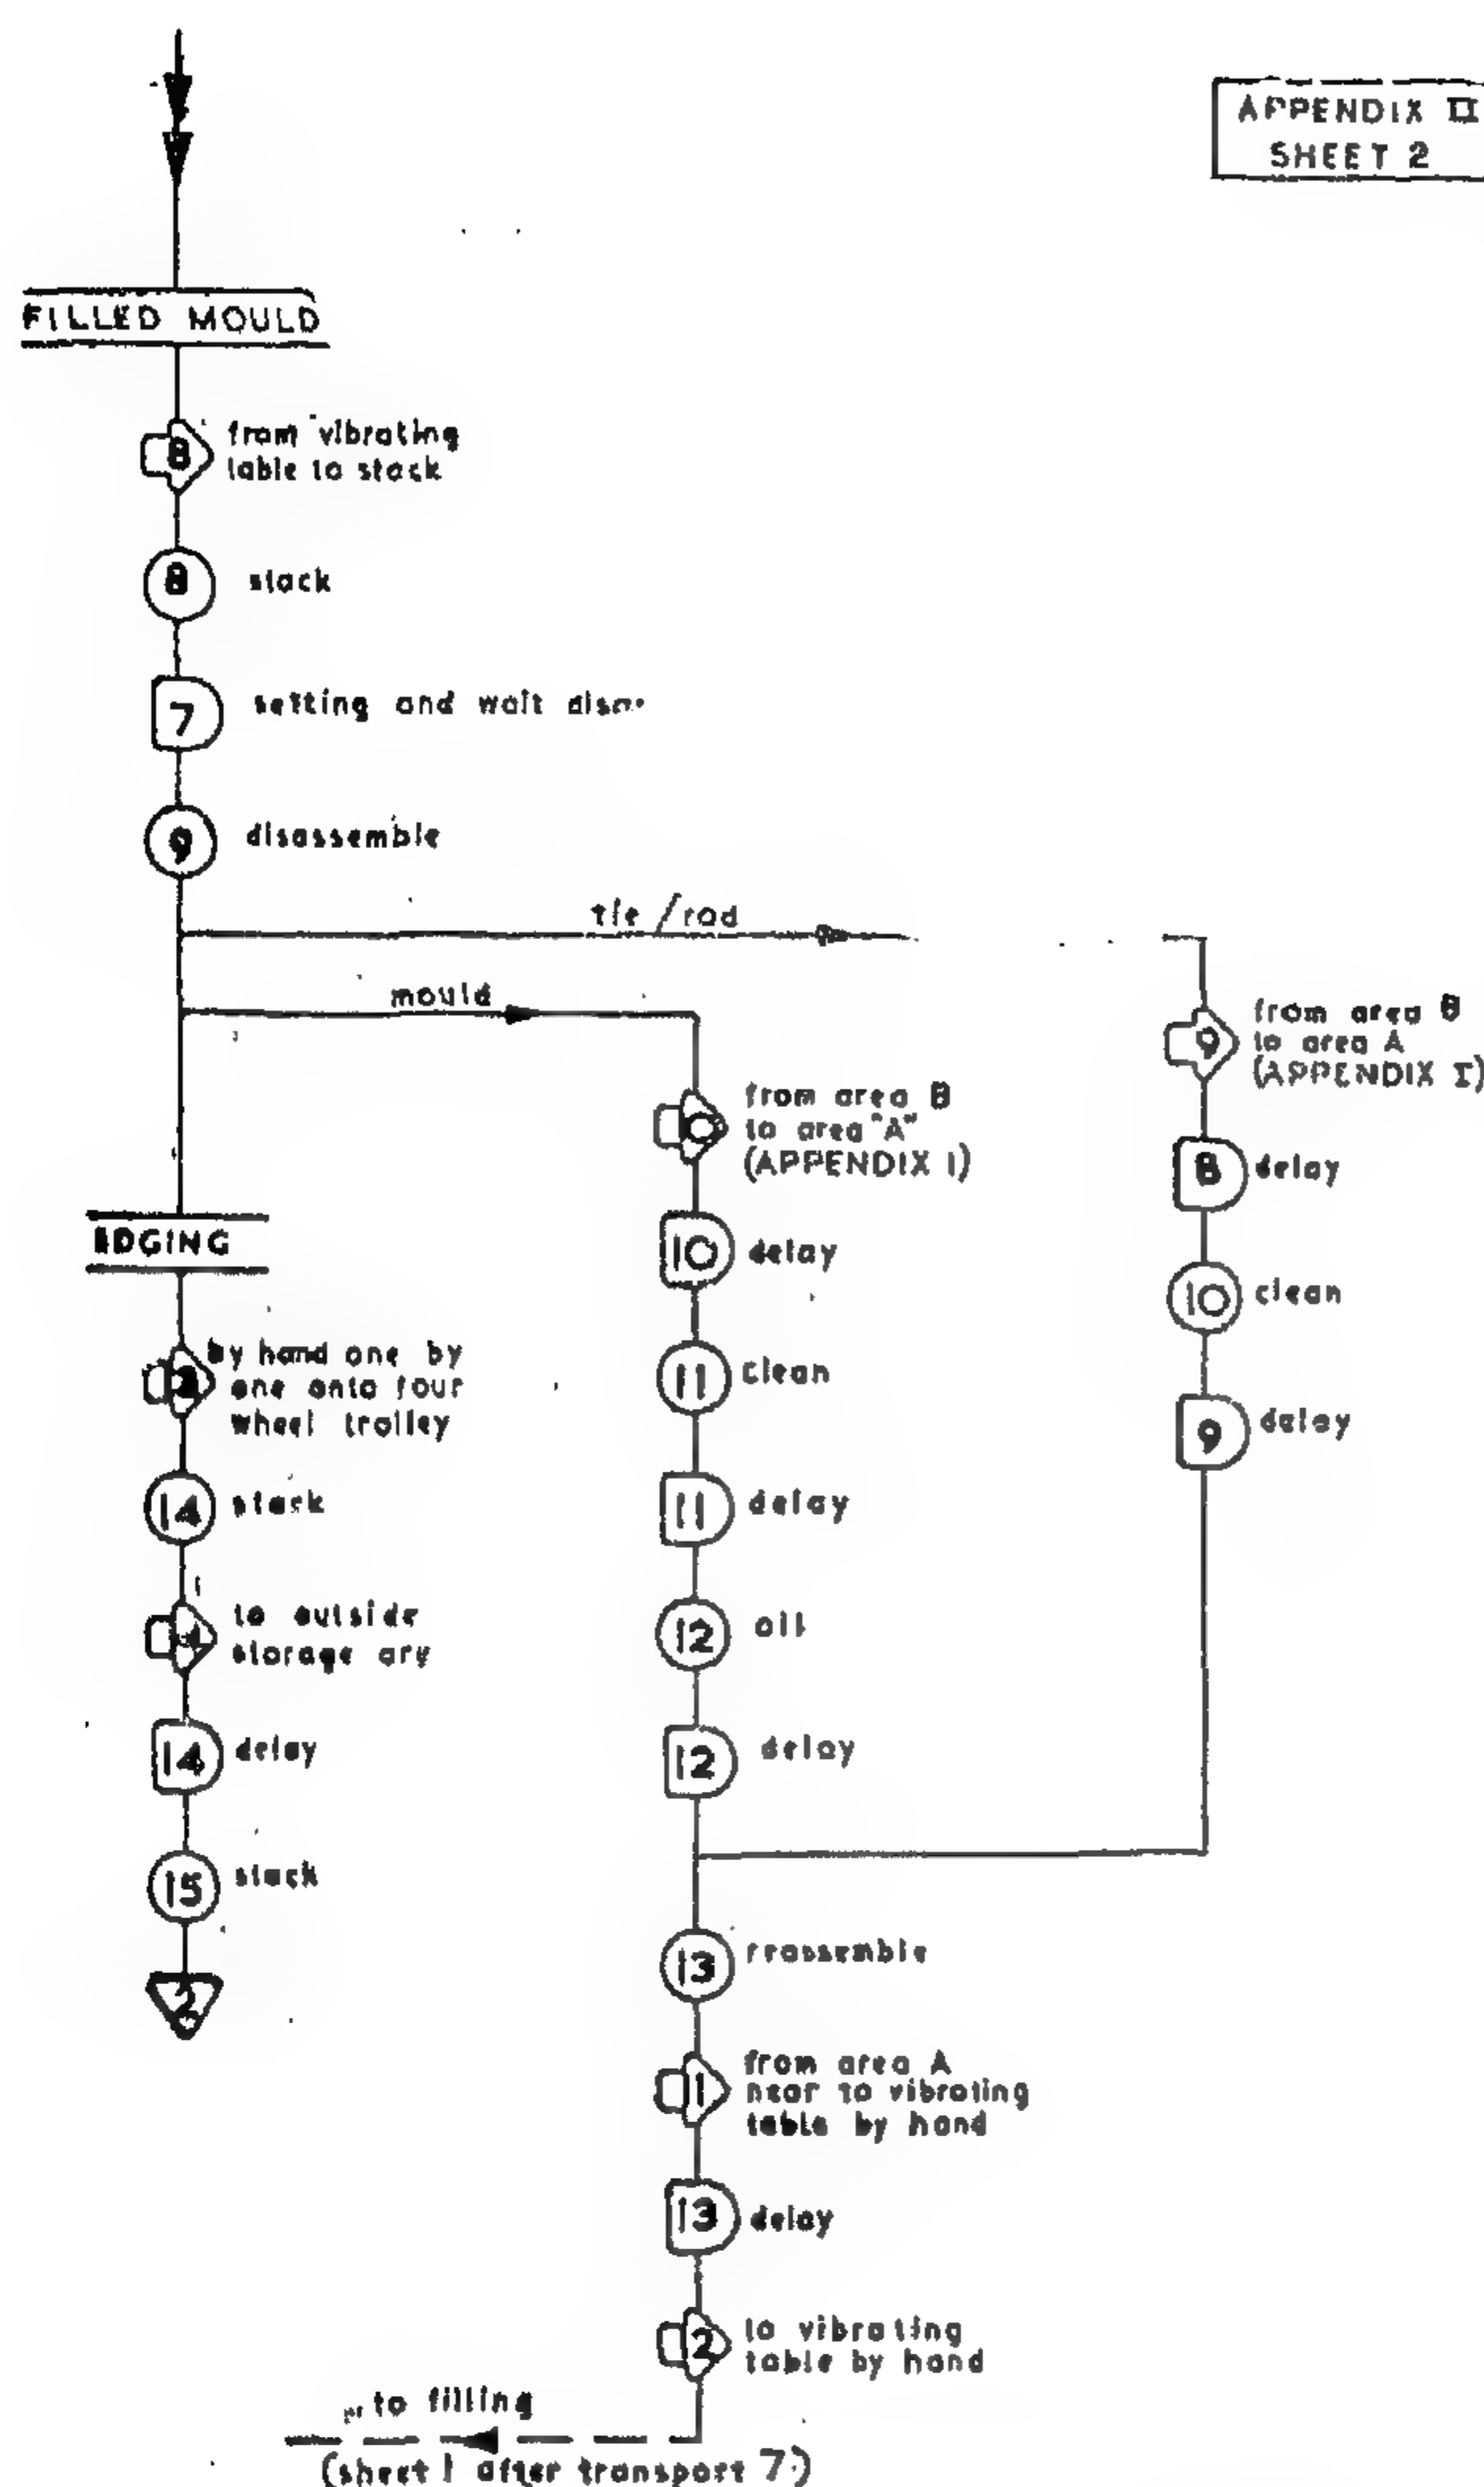 APPENDIX II
SHEET 2
FILLED MOULD
8
from vibrating
table to stack
8
stack
7
setting and wait
9
disassemble
tie/rod
mould
9
from area B
to area A
(APPENDIX I)
8
delay
10
clean
9
delay
from area B
to area "A"
(APPENDIX I)
10
delay
11
clean
11
delay
12
oil
12
delay
13
reassemble
11
from area A
near to vibrating
table by hand
13
delay
12
to vibrating
table by hand
to filling
(sheet 1 after transport 7)
EDGING
by hand one by
one onto four
wheel trolley
14
stack
to outside
storage
14
delay
15
stack
2